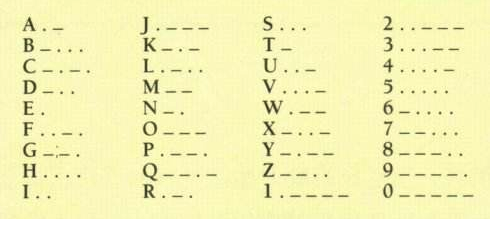 A . _ J . _ _ _ S . . . 2 . . _ _ _
B _ . . . K _ . _ T _ 3 . . . _ _
C _ . _ . L . _ . . U . . _ 4 . . . . _
D _ . . M _ _ V . . . _ 5 . . . . .
E . N _ . W . _ _ 6 _ . . . .
F . . _ . O _ _ _ X _ . . _ 7 _ _ . . .
G _ _ . P . _ _ . Y _ . _ _ 8 _ _ _ . .
H . . . . Q _ _ . _ Z _ _ . . 9 _ _ _ _ .
I . . R . _ . 1 . _ _ _ _ 0 _ _ _ _ _